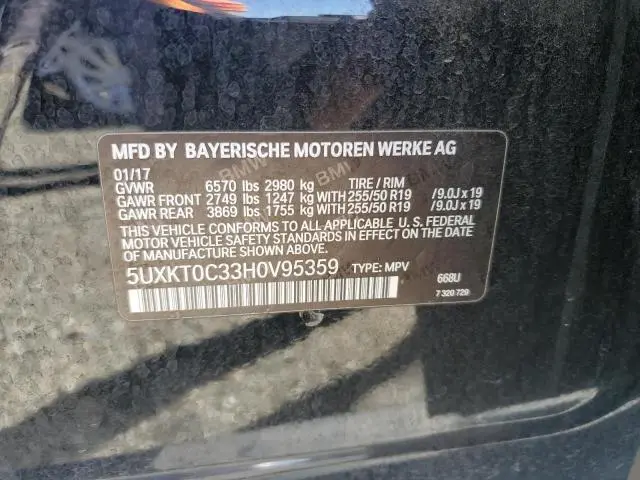 MFD BY BAYERISCHE MOTOREN WERKE AG
01/17
GVWR 6570 lbs 2980 kg TIRE / RIM
GAWR FRONT 2749 lbs 1247 kg WITH 255/50 R19 /9.0J x 19
GAWR REAR 3869 lbs 1755 kg WITH 255/50 R19 /9.0J x 19
THIS VEHICLE CONFORMS TO ALL APPLICABLE U.S. FEDERAL
MOTOR VEHICLE SAFETY STANDARDS IN EFFECT ON THE DATE
OF MANUFACTURE SHOWN ABOVE.
5UXKT0C33H0V95359 TYPE: MPV
668U
7 320 729